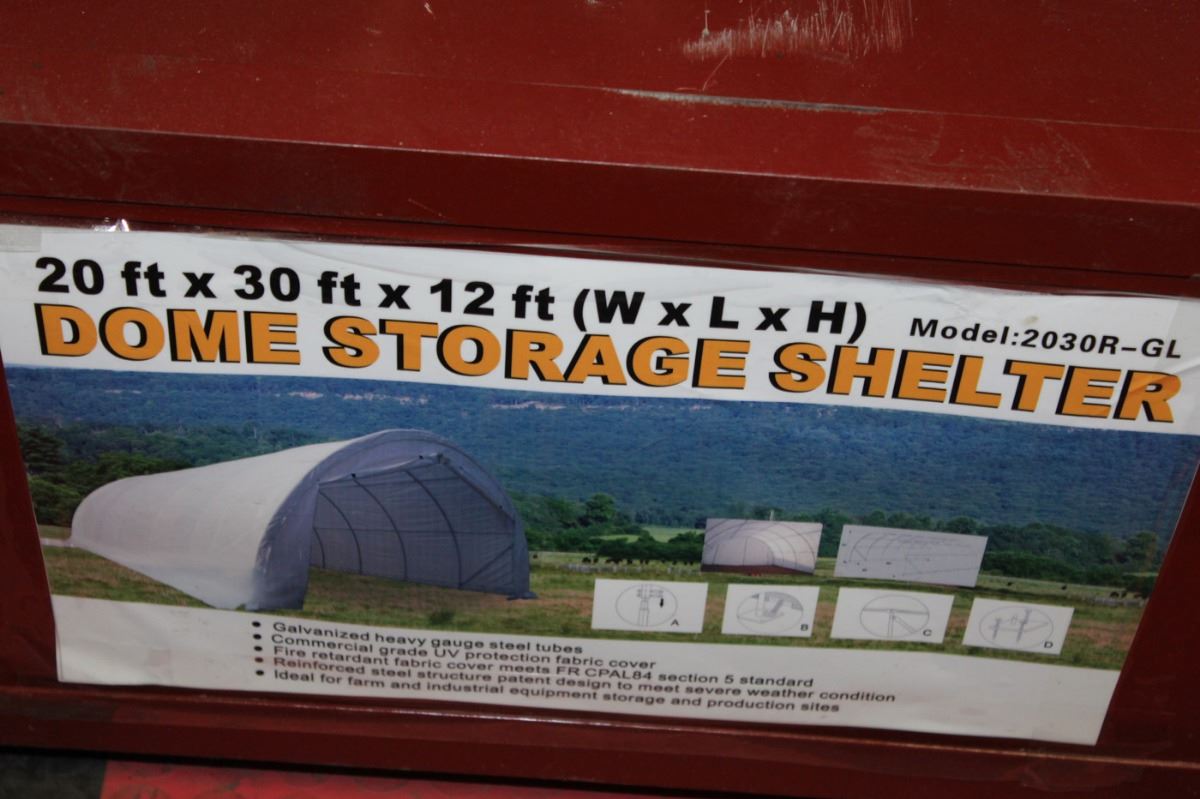 20 ft x 30 ft x 12 ft (W x L x H) Model:2030R-GL
DOME STORAGE SHELTER
A B C D
• Galvanized heavy gauge steel tubes
• Commercial grade UV protection fabric cover
• Fire retardant fabric cover meets FR CPAL84 section 5 standard
• Reinforced steel structure patent design to meet severe weather condition
• Ideal for farm and industrial equipment storage and production sites